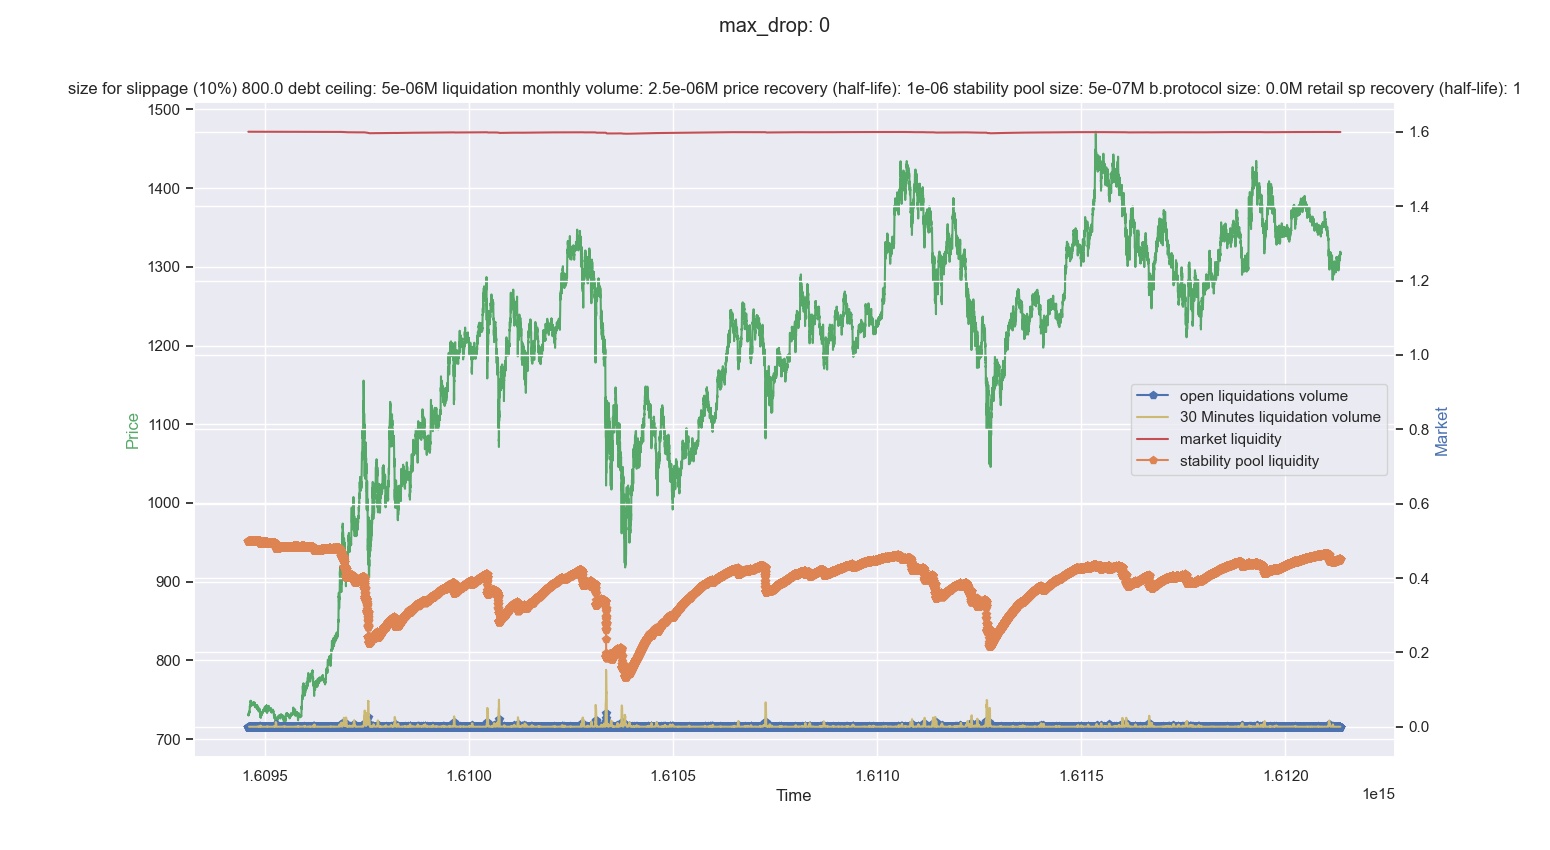 max_drop: 0
size for slippage (10%) 800.0 debt ceiling: 5e-06M liquidation monthly volume: 2.5e-06M price recovery (half-life): 1e-06 stability pool size: 5e-07M b.protocol size: 0.0M retail sp recovery (half-life): 1
1500
1400
1300
1200
1100
1000
900
800
700
Price
1.6
1.4
1.2
1.0
0.8
0.6
0.4
0.2
0.0
Market
open liquidations volume
30 Minutes liquidation volume
market liquidity
stability pool liquidity
1.6095 1.6100 1.6105 1.6110 1.6115 1.6120
Time
1e15